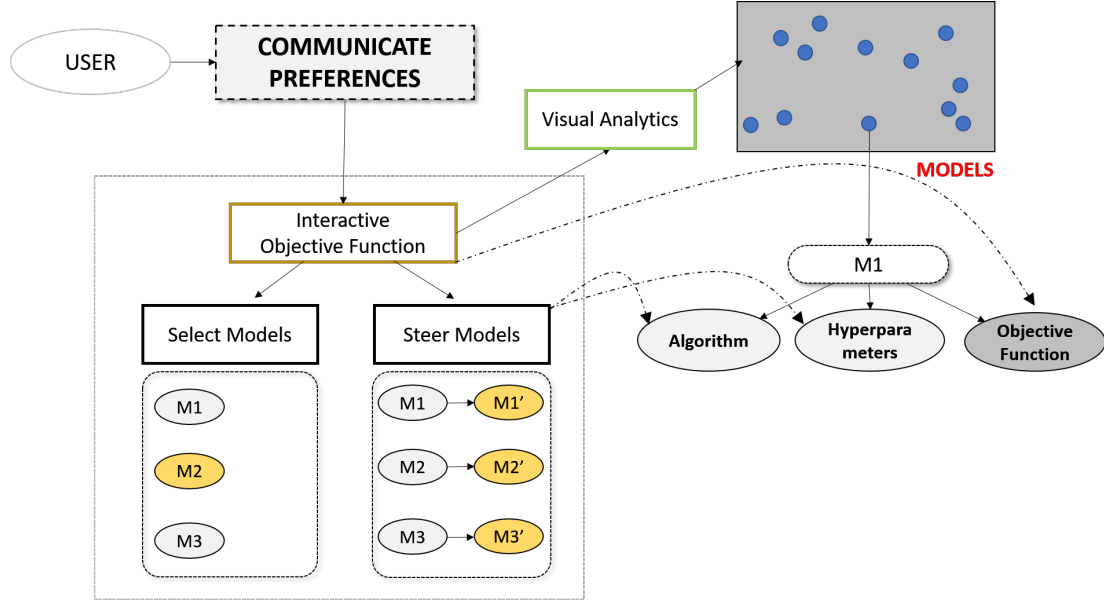 USER
COMMUNICATE
PREFERENCES
Visual Analytics
MODELS
Interactive
Objective Function
M1
Select Models
Steer Models
Algorithm
Hyperpara
meters
Objective
Function
M1
M2
M3
M1
M1’
M2
M2’
M3
M3’